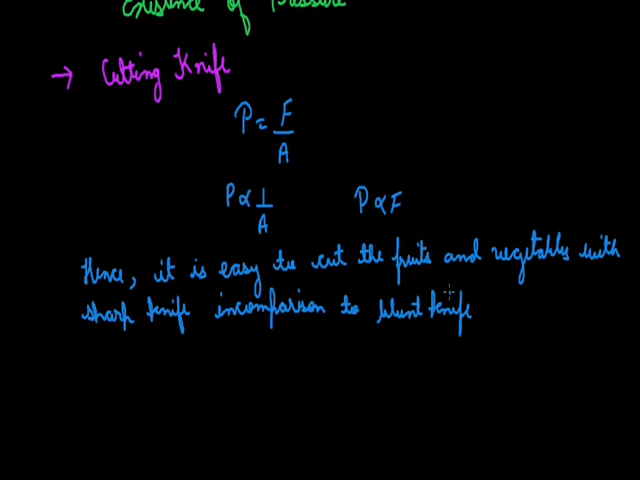 Existence of Pressure
→ Cutting Knife
P = F/A
P ∝ 1/A P ∝ F
Hence, it is easy to cut the fruits and vegetables with
sharp knife incomparison to blunt knife